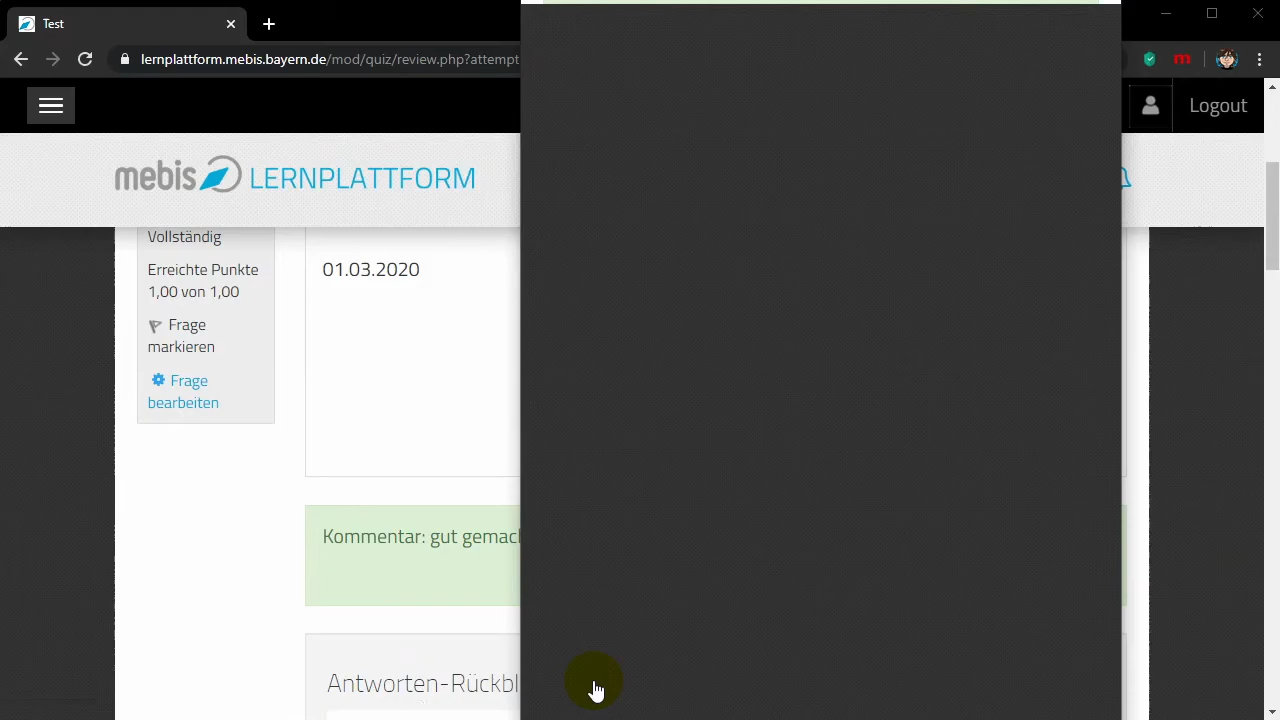 Test
lernplattform.mebis.bayern.de/mod/quiz/review.php?attempt
m
Logout
mebis LERNPLATTFORM
Vollständig
01.03.2020
Erreichte Punkte
1,00 von 1,00
Frage
markieren
Frage
bearbeiten
Kommentar: gut gemach
Antworten-Rückbl